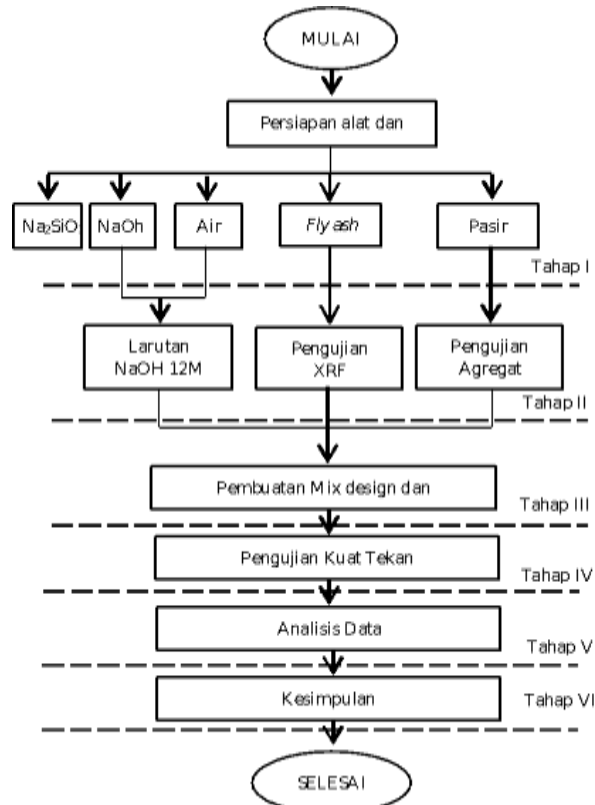 MULAI
Persiapan alat dan
Na₂SiO
NaOh
Air
Fly ash
Pasir
Tahap I
Larutan
NaOH 12M
Pengujian
XRF
Pengujian
Agregat
Tahap II
Pembuatan Mix design dan
Tahap III
Pengujian Kuat Tekan
Tahap IV
Analisis Data
Tahap V
Kesimpulan
Tahap VI
SELESAI